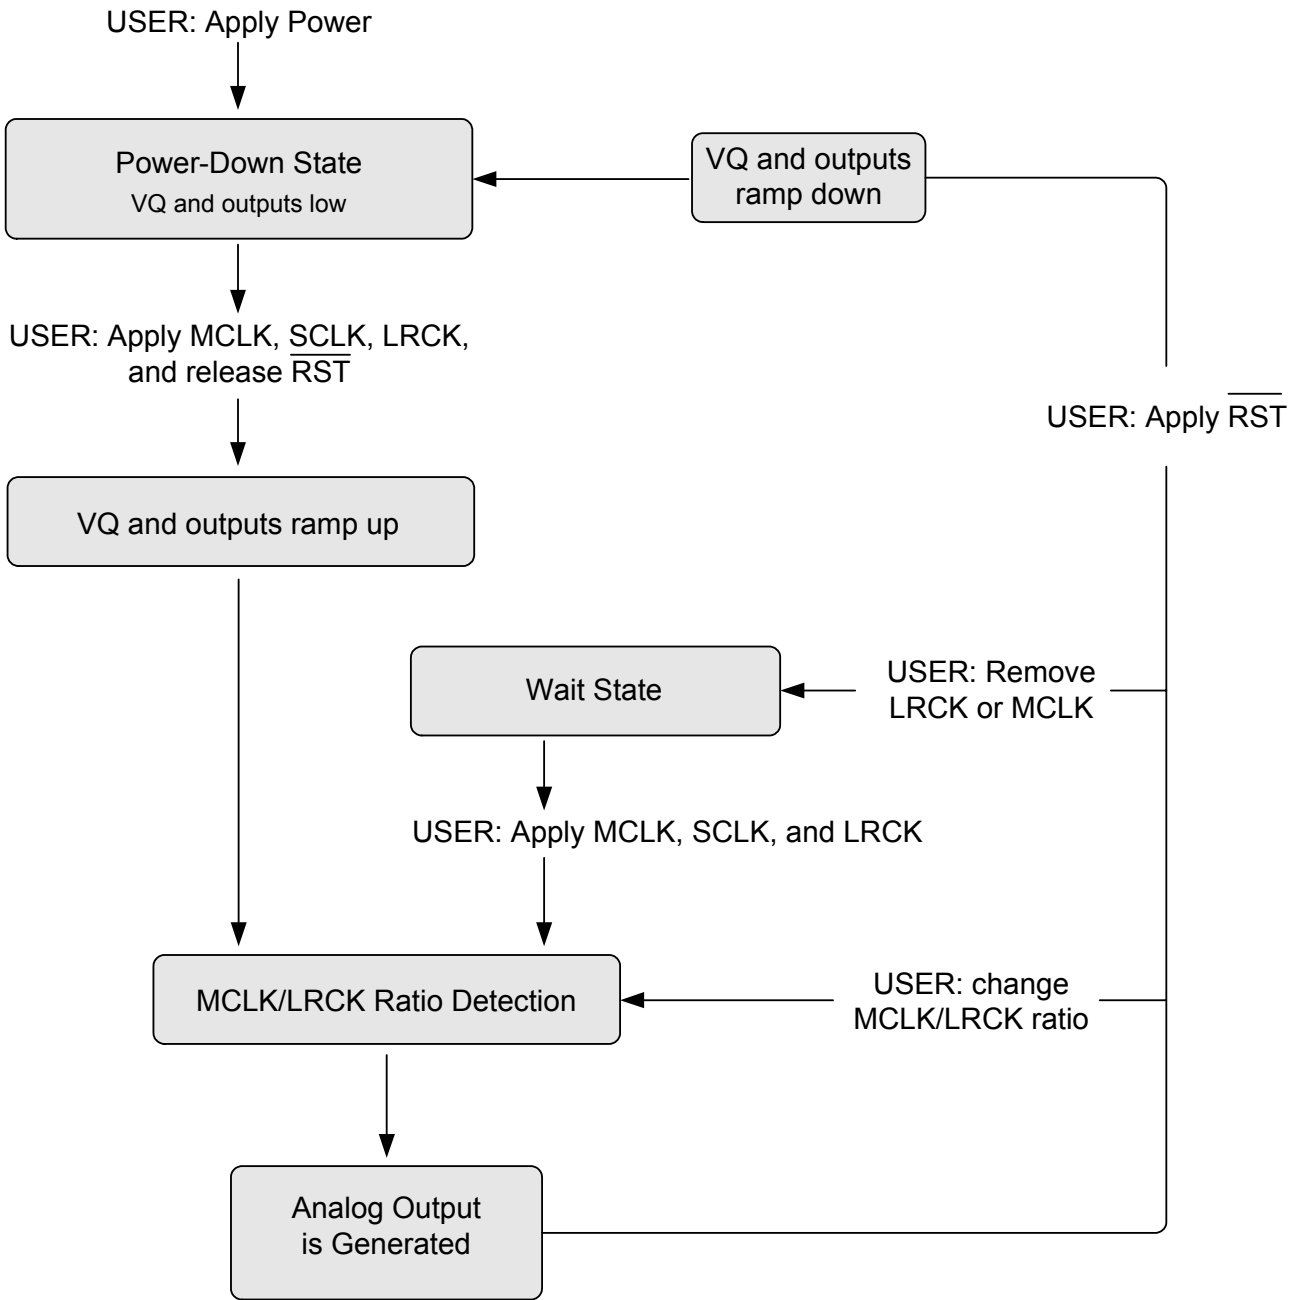 USER: Apply Power
Power-Down State
VQ and outputs low
VQ and outputs
ramp down
USER: Apply MCLK, SCLK, LRCK,
and release R̅S̅T̅
USER: Apply R̅S̅T̅
VQ and outputs ramp up
Wait State
USER: Remove
LRCK or MCLK
USER: Apply MCLK, SCLK, and LRCK
MCLK/LRCK Ratio Detection
USER: change
MCLK/LRCK ratio
Analog Output
is Generated